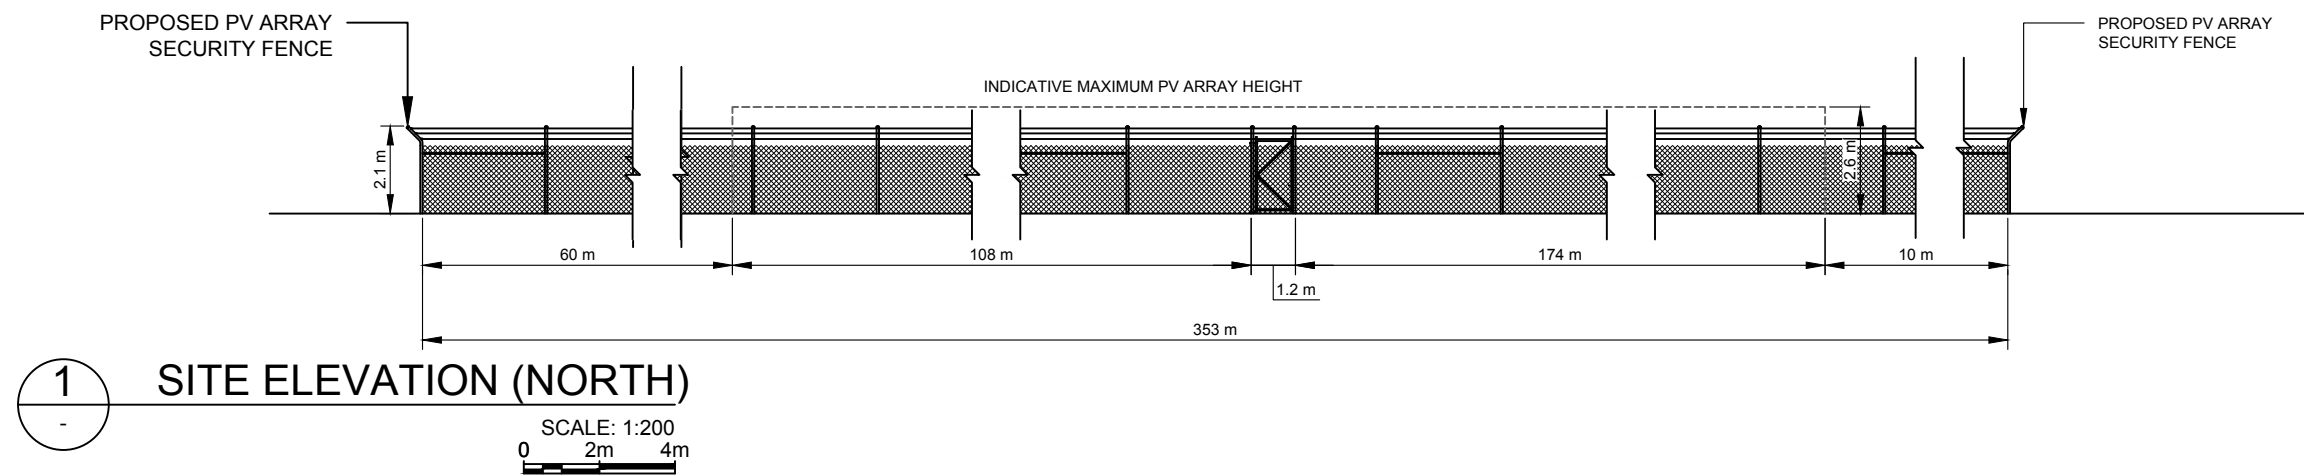 PROPOSED PV ARRAY
SECURITY FENCE
PROPOSED PV ARRAY
SECURITY FENCE
INDICATIVE MAXIMUM PV ARRAY HEIGHT
2.1 m
2.6 m
60 m
108 m
174 m
10 m
1.2 m
353 m
1
-
SITE ELEVATION (NORTH)
SCALE: 1:200
0 2m 4m